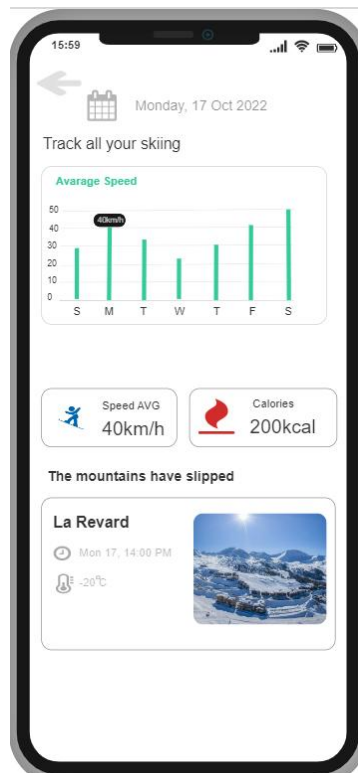 15:59
Monday, 17 Oct 2022
Track all your skiing
Avarage Speed
50
40
30
20
10
0
40km/h
S M T W T F S
Speed AVG
40km/h
Calories
200kcal
The mountains have slipped
La Revard
Mon 17, 14:00 PM
-20℃